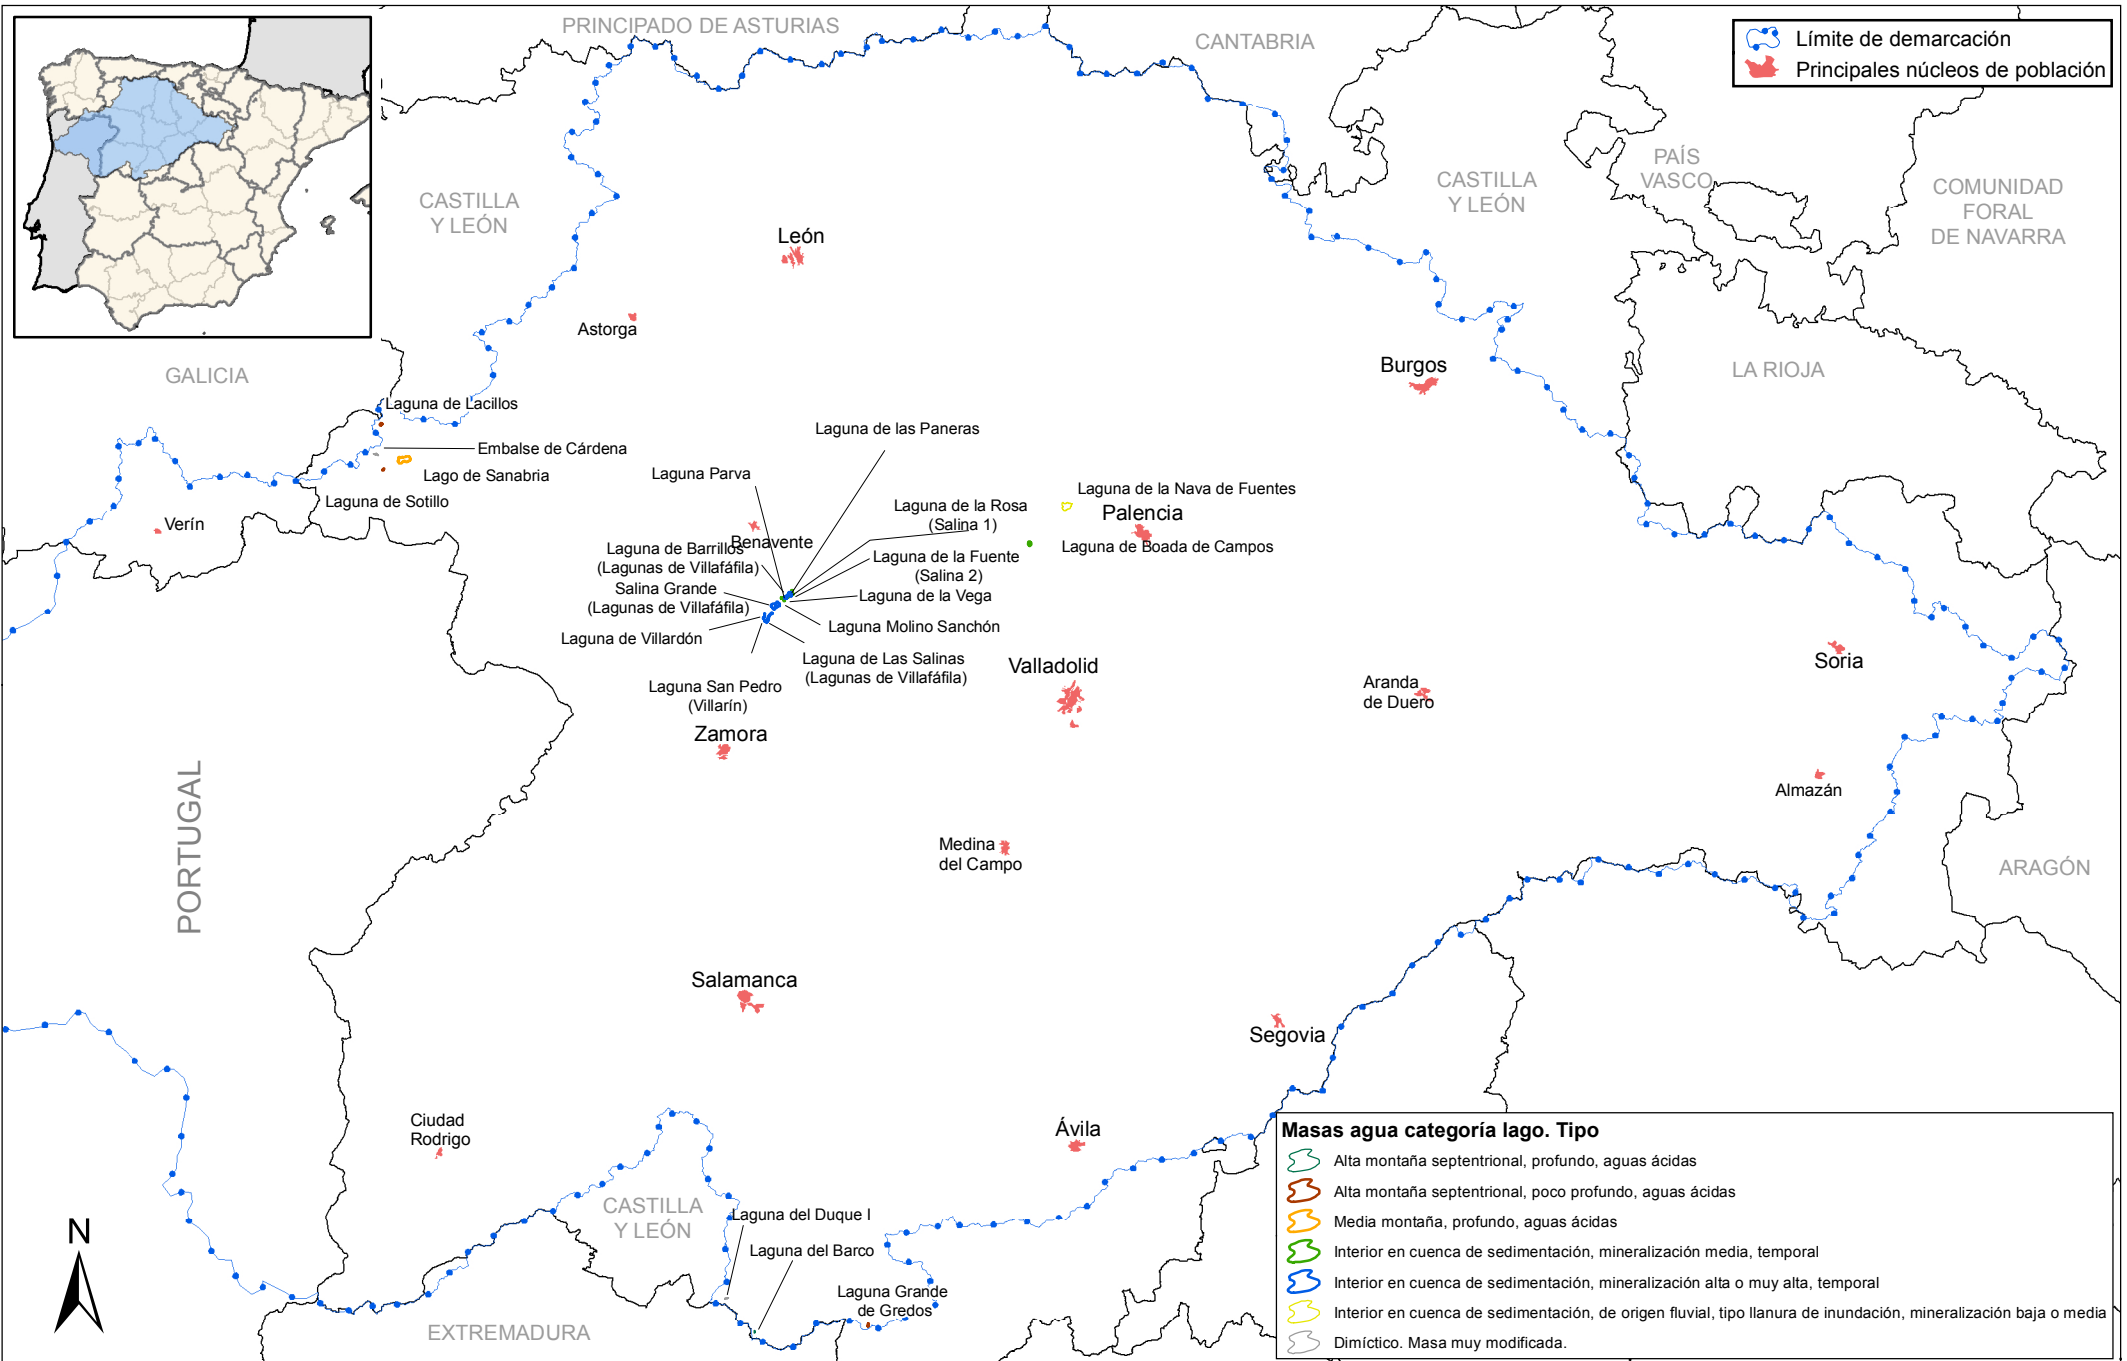 PRINCIPADO DE ASTURIAS
CANTABRIA
Límite de demarcación
Principales núcleos de población
PAÍS
VASCO
CASTILLA
Y LEÓN
CASTILLA
Y LEÓN
COMUNIDAD
FORAL
DE NAVARRA
León
Astorga
GALICIA
Burgos
LA RIOJA
Laguna de Lacillos
Embalse de Cárdena
Lago de Sanabria
Laguna de Sotillo
Verín
Laguna de las Paneras
Laguna Parva
Laguna de la Rosa
(Salina 1)
Laguna de la Nava de Fuentes
Palencia
Laguna de Boada de Campos
Benavente
Laguna de Barrillos
(Lagunas de Villafáfila)
Laguna de la Fuente
(Salina 2)
Salina Grande
(Lagunas de Villafáfila)
Laguna de la Vega
Laguna Molino Sanchón
Laguna de Villardón
Laguna de Las Salinas
(Lagunas de Villafáfila)
Laguna San Pedro
(Villarín)
Valladolid
Zamora
Aranda
de Duero
Soria
Almazán
PORTUGAL
Medina
del Campo
ARAGÓN
Salamanca
Segovia
Ciudad
Rodrigo
Ávila
CASTILLA
Y LEÓN
Laguna del Duque I
Laguna del Barco
Laguna Grande
de Gredos
EXTREMADURA
N
Masas agua categoría lago. Tipo
Alta montaña septentrional, profundo, aguas ácidas
Alta montaña septentrional, poco profundo, aguas ácidas
Media montaña, profundo, aguas ácidas
Interior en cuenca de sedimentación, mineralización media, temporal
Interior en cuenca de sedimentación, mineralización alta o muy alta, temporal
Interior en cuenca de sedimentación, de origen fluvial, tipo llanura de inundación, mineralización baja o media
Dimíctico. Masa muy modificada.